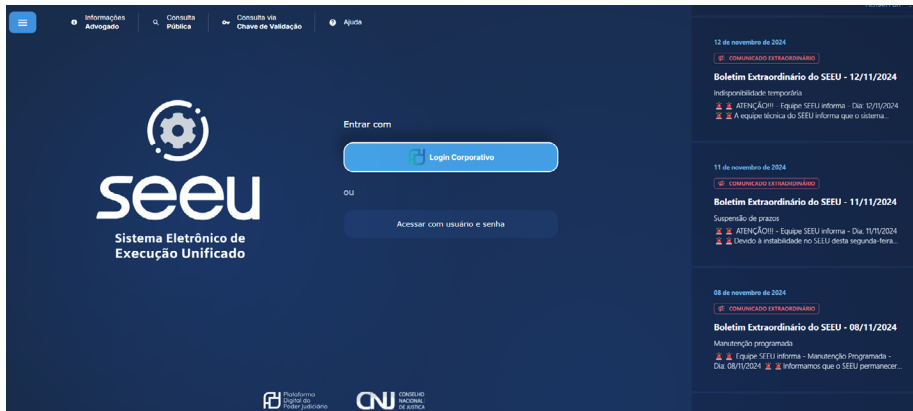 Informações
Advogado
Consulta
Pública
Consulta via
Chave de Validação
Ajuda
seeu
Sistema Eletrônico de
Execução Unificado
Entrar com
Login Corporativo
ou
Acessar com usuário e senha
Plataforma
Digital do
Poder Judiciário
CNJ
CONSELHO
NACIONAL
DE JUSTIÇA
12 de novembro de 2024
COMUNICADO EXTRAORDINÁRIO
Boletim Extraordinário do SEEU - 12/11/2024
Indisponibilidade temporária
🚨 🚨 ATENÇÃO!!! - Equipe SEEU informa - Dia: 12/11/2024
🚨 🚨 A equipe técnica do SEEU informa que o sistema...
11 de novembro de 2024
COMUNICADO EXTRAORDINÁRIO
Boletim Extraordinário do SEEU - 11/11/2024
Suspensão de prazos
🚨 🚨 ATENÇÃO!!! - Equipe SEEU informa - Dia: 11/11/2024
🚨 🚨 Devido à instabilidade no SEEU desta segunda-feira...
08 de novembro de 2024
COMUNICADO EXTRAORDINÁRIO
Boletim Extraordinário do SEEU - 08/11/2024
Manutenção programada
🚨 🚨 Equipe SEEU informa - Manutenção Programada -
Dia: 08/11/2024 🚨 🚨 Informamos que o SEEU permanecer...